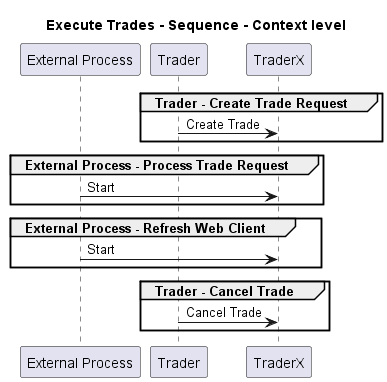 Execute Trades - Sequence - Context level
External Process Trader TraderX
Trader - Create Trade Request
Create Trade
External Process - Process Trade Request
Start
External Process - Refresh Web Client
Start
Trader - Cancel Trade
Cancel Trade
External Process Trader TraderX